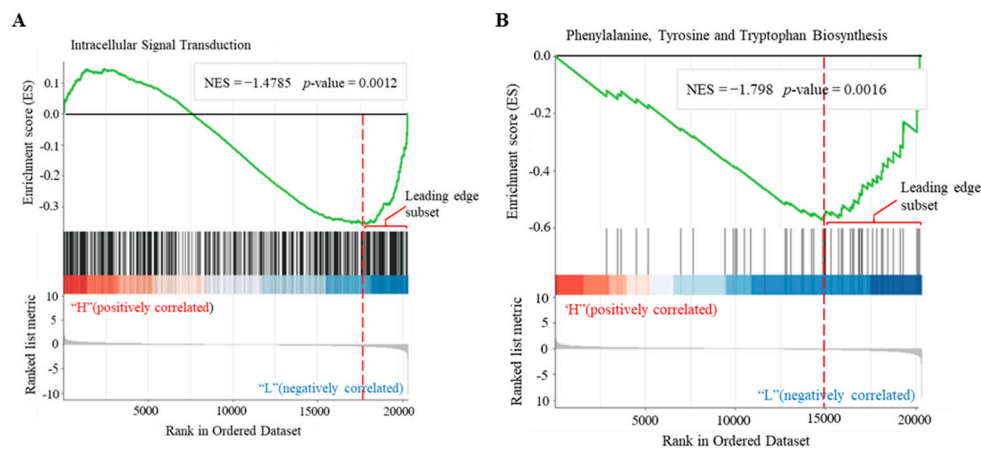 A
Intracellular Signal Transduction
NES = −1.4785 p-value = 0.0012
Enrichment score (ES)
0.1
0.0
-0.1
-0.2
-0.3
Leading edge
subset
"H"(positively correlated)
Ranked list metric
10
5
0
-5
-10
"L"(negatively correlated)
5000
10000
15000
20000
Rank in Ordered Dataset
B
Phenylalanine, Tyrosine and Tryptophan Biosynthesis
NES = −1.798 p-value = 0.0016
Enrichment score (ES)
0.0
-0.2
-0.4
-0.6
Leading edge
subset
'H"(positively correlated)
Ranked list metric
10
5
0
-5
10
"L"(negatively correlated)
5000
10000
15000
20000
Rank in Ordered Dataset